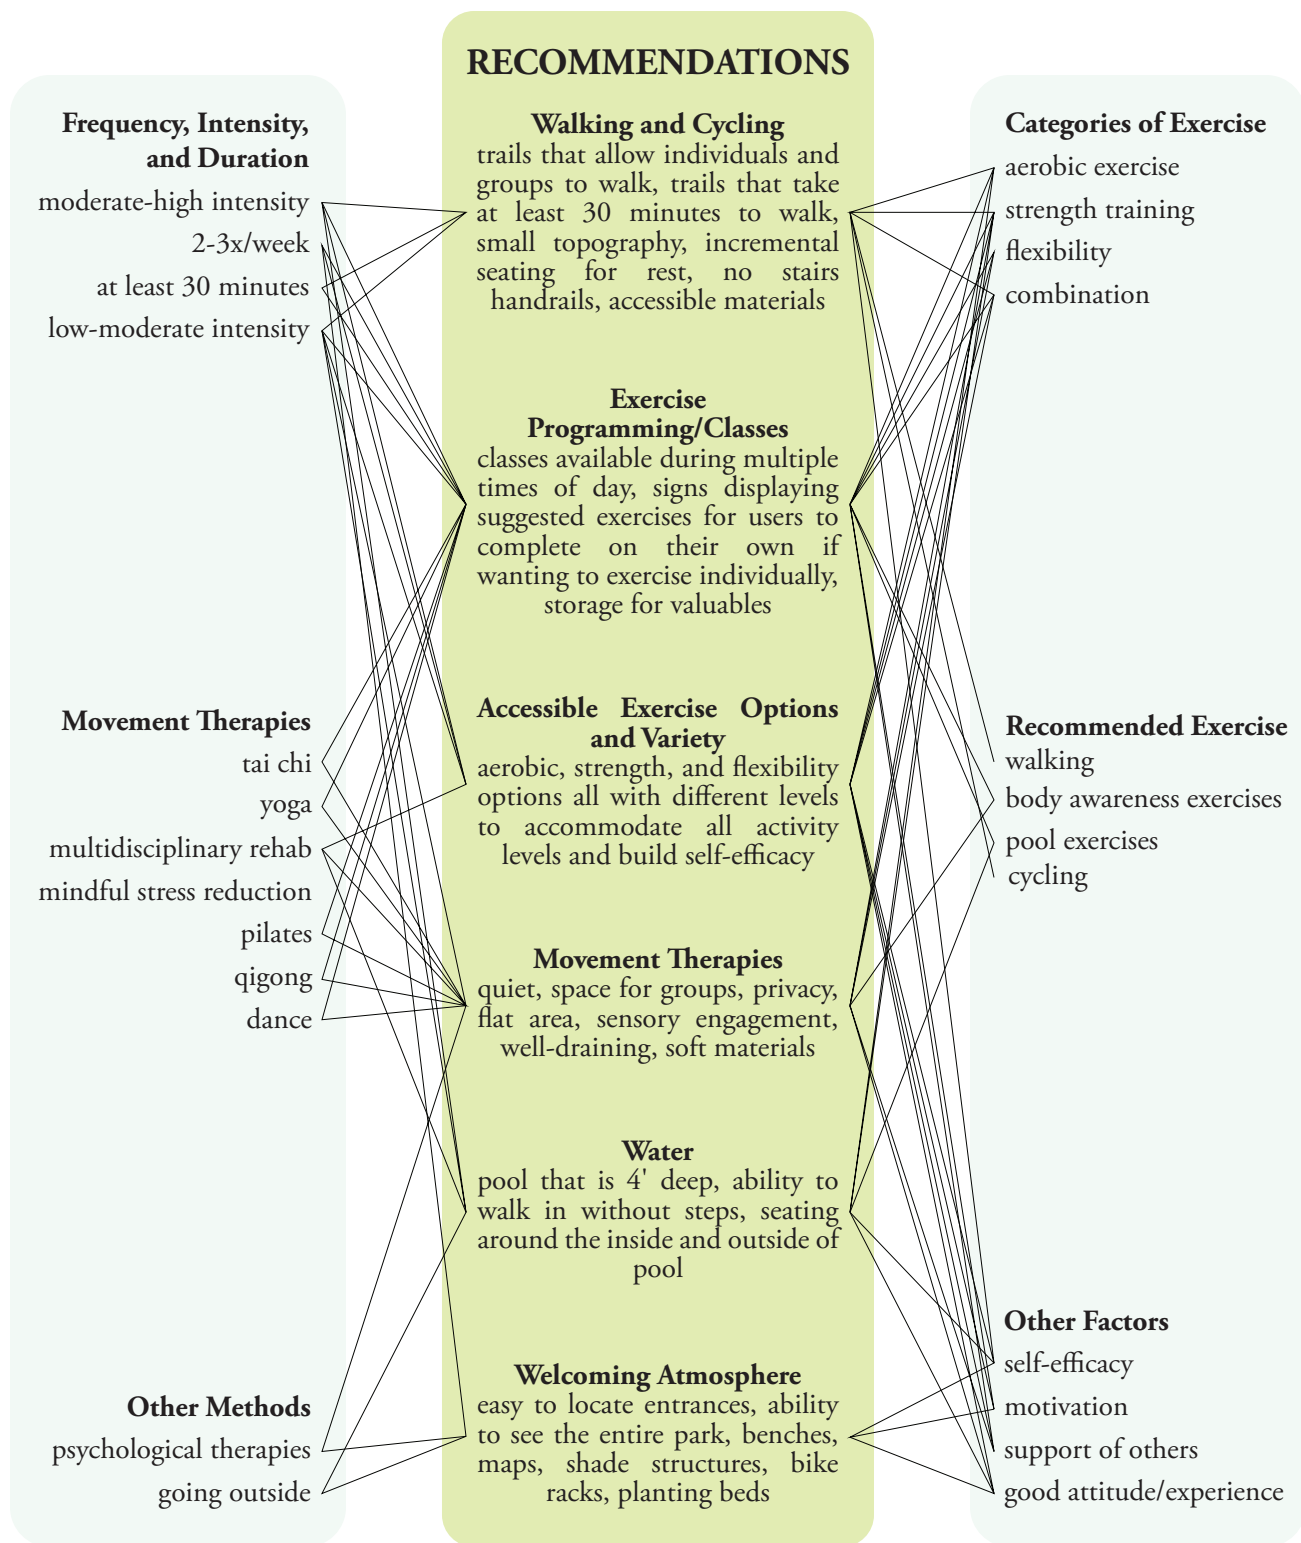 RECOMMENDATIONS
Frequency, Intensity,
and Duration
moderate-high intensity
2-3x/week
at least 30 minutes
low-moderate intensity
Movement Therapies
tai chi
yoga
multidisciplinary rehab
mindful stress reduction
pilates
qigong
dance
Other Methods
psychological therapies
going outside
Walking and Cycling
trails that allow individuals and
groups to walk, trails that take
at least 30 minutes to walk,
small topography, incremental
seating for rest, no stairs
handrails, accessible materials
Exercise
Programming/Classes
classes available during multiple
times of day, signs displaying
suggested exercises for users to
complete on their own if
wanting to exercise individually,
storage for valuables
Accessible Exercise Options
and Variety
aerobic, strength, and flexibility
options all with different levels
to accommodate all activity
levels and build self-efficacy
Movement Therapies
quiet, space for groups, privacy,
flat area, sensory engagement,
well-draining, soft materials
Water
pool that is 4' deep, ability to
walk in without steps, seating
around the inside and outside of
pool
Welcoming Atmosphere
easy to locate entrances, ability
to see the entire park, benches,
maps, shade structures, bike
racks, planting beds
Categories of Exercise
aerobic exercise
strength training
flexibility
combination
Recommended Exercise
walking
body awareness exercises
pool exercises
cycling
Other Factors
self-efficacy
motivation
support of others
good attitude/experience